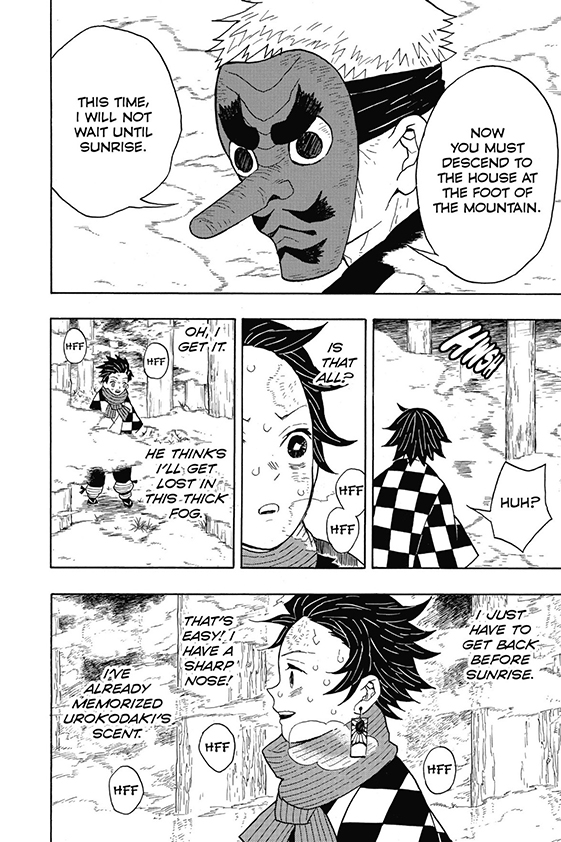 NOW
YOU MUST
DESCEND TO
THE HOUSE AT
THE FOOT OF
THE MOUNTAIN.
THIS TIME,
I WILL NOT
WAIT UNTIL
SUNRISE.
HWSH
HUH?
IS
THAT
ALL?
HFF
HFF
OH, I
GET IT.
HFF
HFF
HE THINKS
I'LL GET
LOST IN
THIS THICK
FOG.
I JUST
HAVE TO
GET BACK
BEFORE
SUNRISE.
HFF
THAT'S
EASY! I
HAVE A
SHARP
NOSE!
HFF
I'VE
ALREADY
MEMORIZED
UROKODAKI'S
SCENT.
HFF